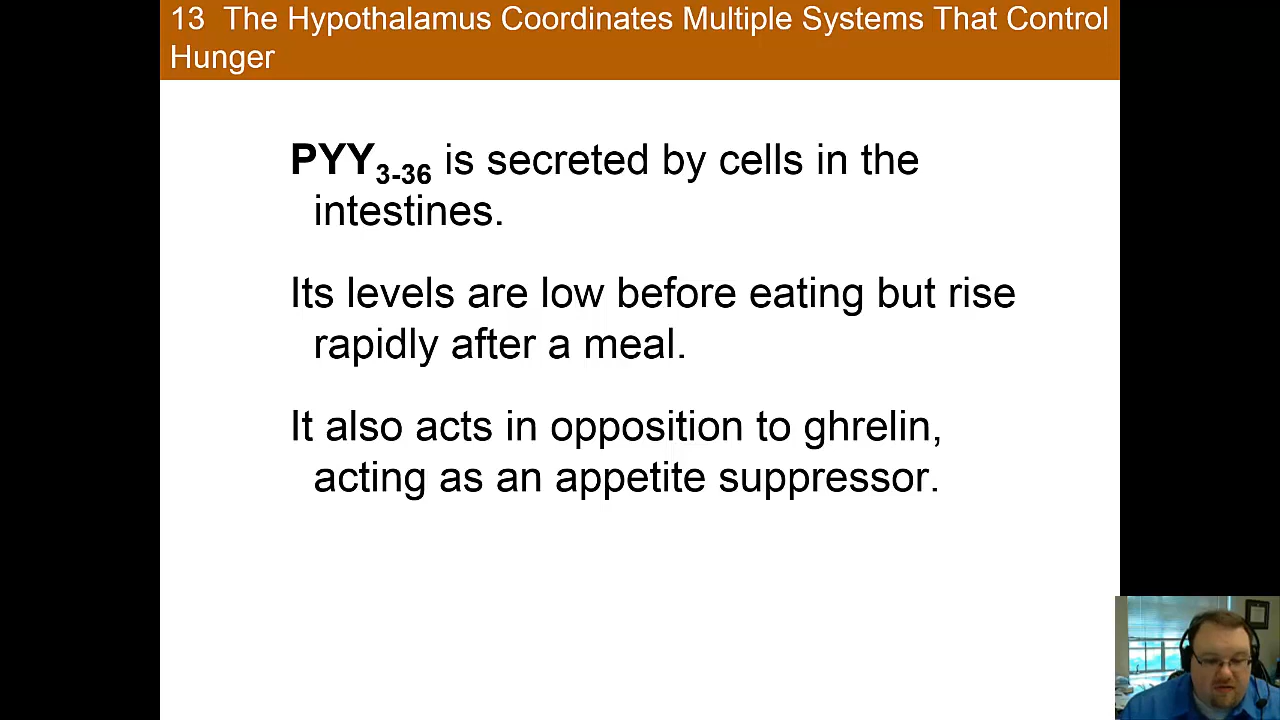 13 The Hypothalamus Coordinates Multiple Systems That Control
Hunger
PYY3-36 is secreted by cells in the
intestines.
Its levels are low before eating but rise
rapidly after a meal.
It also acts in opposition to ghrelin,
acting as an appetite suppressor.